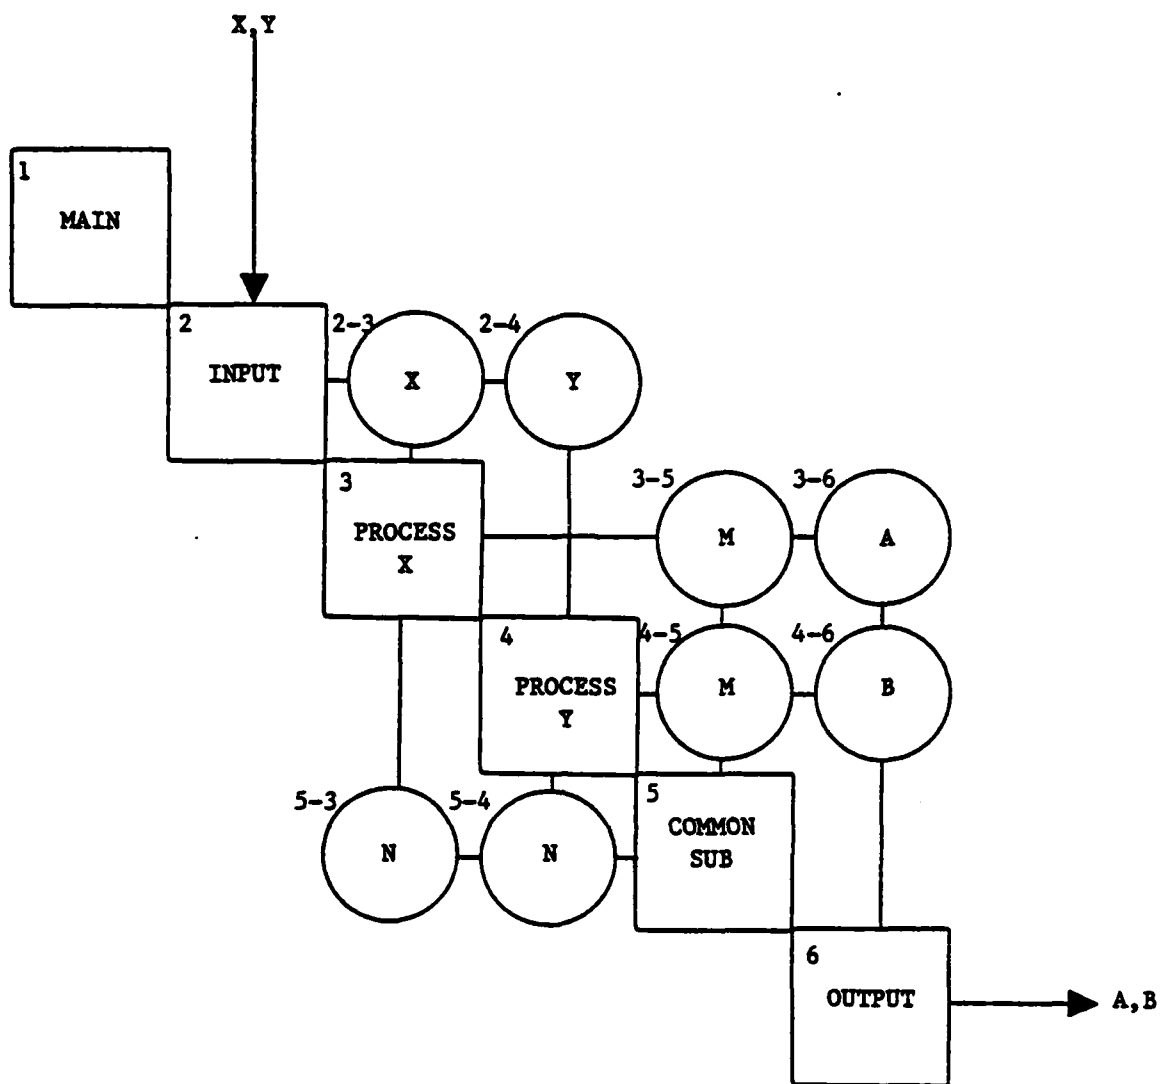 X,Y
1
MAIN
2
INPUT
2-3
X
2-4
Y
3
PROCESS
X
3-5
M
3-6
A
4
PROCESS
Y
4-5
M
4-6
B
5-3
N
5-4
N
5
COMMON
SUB
6
OUTPUT
A,B